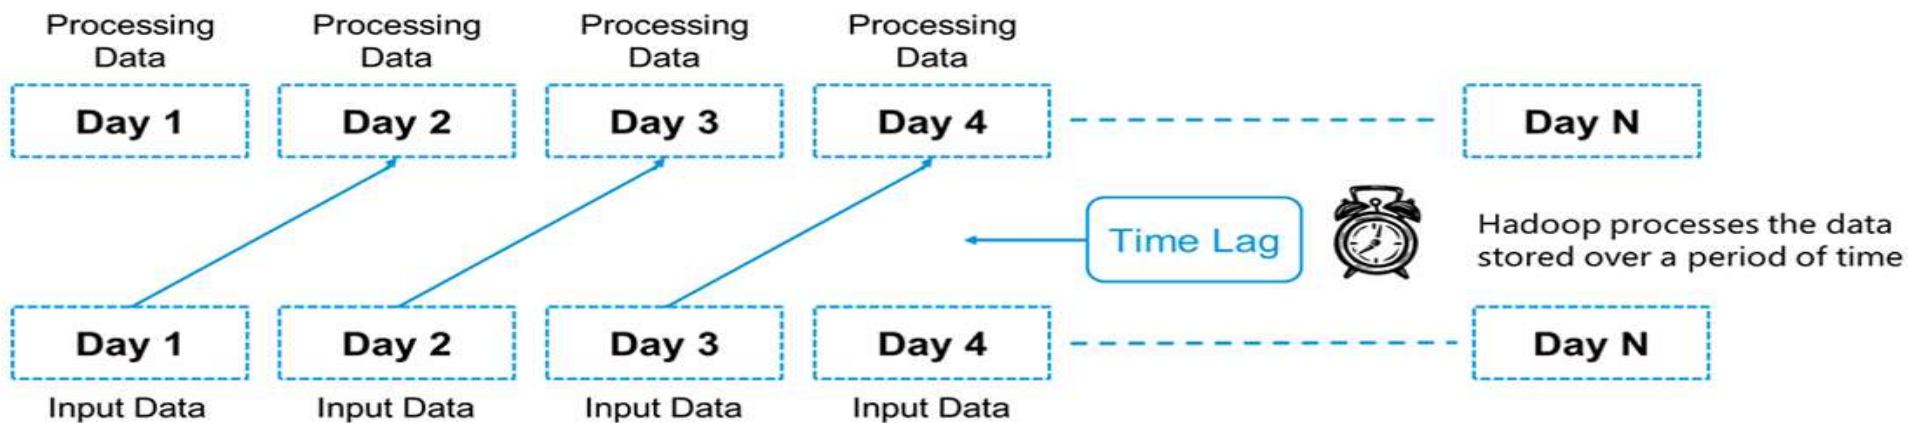 Processing
Data
Processing
Data
Processing
Data
Processing
Data
Day 1
Day 2
Day 3
Day 4
Day N
Time Lag
Hadoop processes the data
stored over a period of time
Day 1
Day 2
Day 3
Day 4
Day N
Input Data
Input Data
Input Data
Input Data